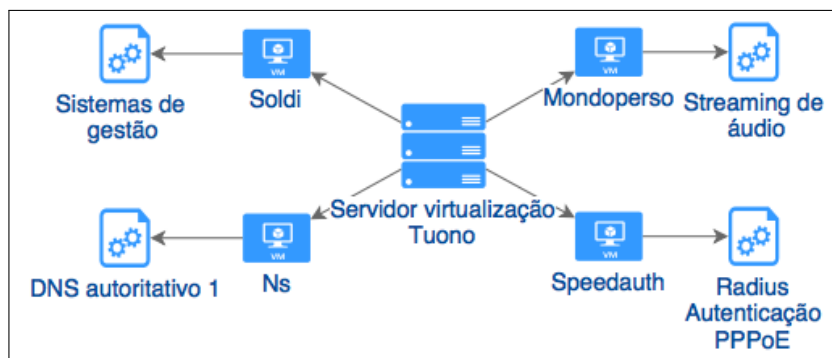 VM
Soldi
Sistemas de
gestão
VM
Mondoperso
Streaming de
áudio
Servidor virtualização
Tuono
VM
Ns
DNS autoritativo 1
VM
Speedauth
Radius
Autenticação
PPPoE